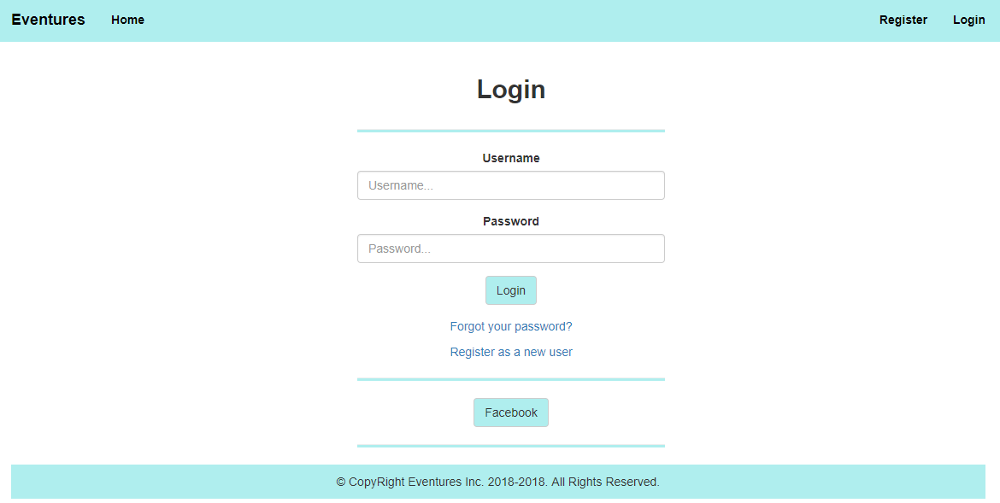 Eventures Home Register Login
Login
Username
Username...
Password
Password...
Login
Forgot your password?
Register as a new user
Facebook
© CopyRight Eventures Inc. 2018-2018. All Rights Reserved.